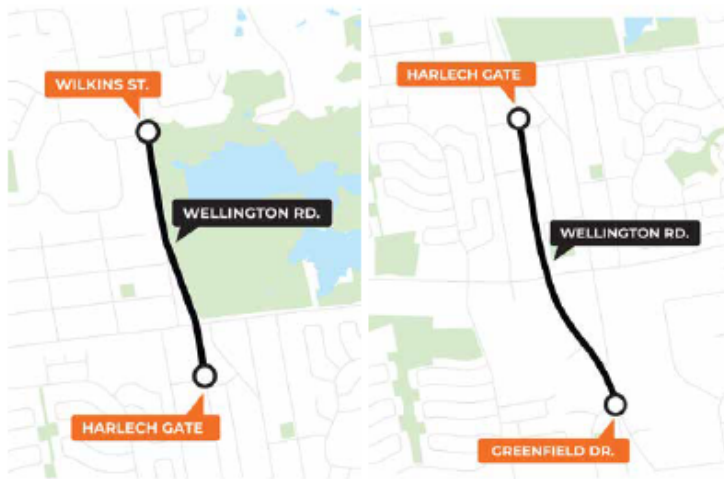 WILKINS ST.
WELLINGTON RD.
HARLECH GATE
HARLECH GATE
WELLINGTON RD.
GREENFIELD DR.